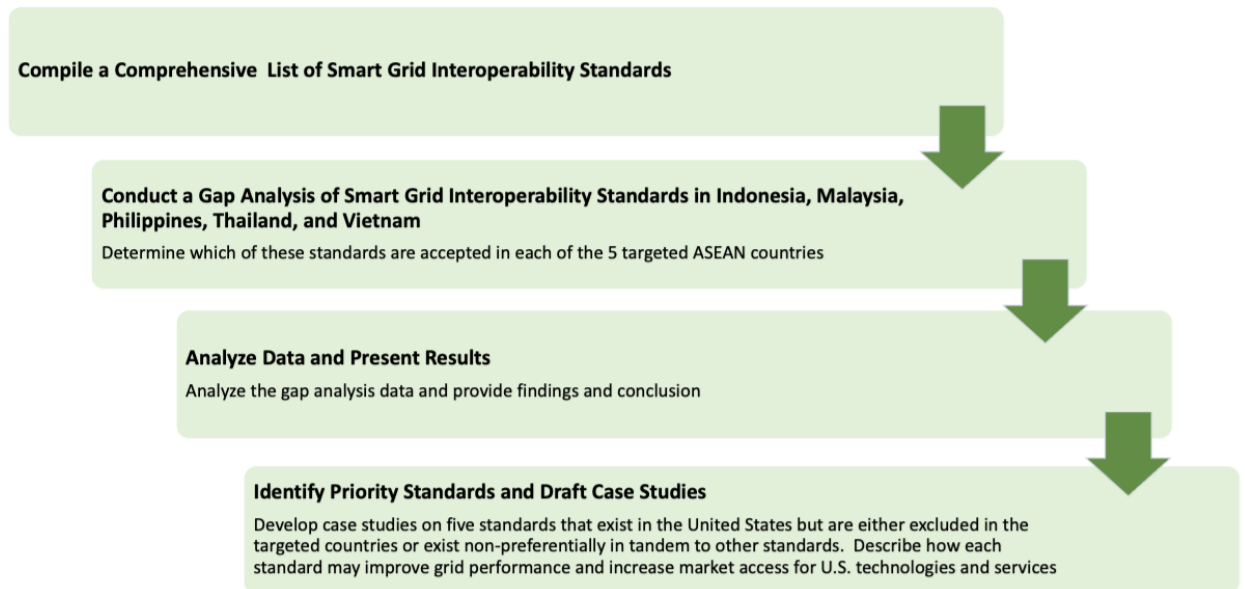 Compile a Comprehensive  List of Smart Grid Interoperability Standards
Conduct a Gap Analysis of Smart Grid Interoperability Standards in Indonesia, Malaysia,
Philippines, Thailand, and Vietnam
Determine which of these standards are accepted in each of the 5 targeted ASEAN countries
Analyze Data and Present Results
Analyze the gap analysis data and provide findings and conclusion
Identify Priority Standards and Draft Case Studies
Develop case studies on five standards that exist in the United States but are either excluded in the
targeted countries or exist non-preferentially in tandem to other standards.  Describe how each
standard may improve grid performance and increase market access for U.S. technologies and services